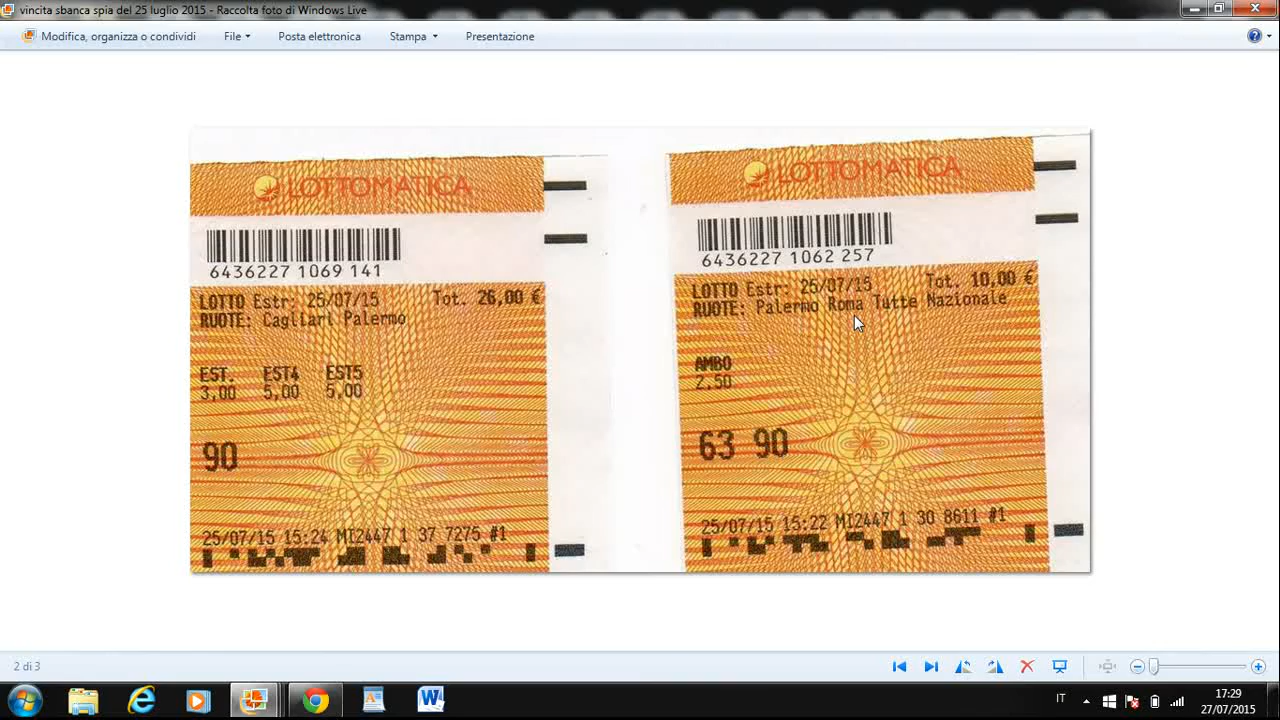 vincita sbanca spia del 25 luglio 2015 - Raccolta foto di Windows Live
Modifica, organizza o condividi File Posta elettronica Stampa Presentazione
LOTTOMATICA
6436227 1069 141
LOTTO Estr: 25/07/15 Tot. 26,00 €
RUOTE: Cagliari Palermo
EST. EST4 EST5
3,00 5,00 5,00
90
25/07/15 15:24 MI2447 1 37 7275 #1
LOTTOMATICA
6436227 1062 257
LOTTO Estr: 25/07/15 Tot. 10,00 €
RUOTE: Palermo Roma Tutte Nazionale
AMBO
2,50
63 90
25/07/15 15:22 MI2447 1 30 8611 #1
2 di 3
IT
17:29
27/07/2015